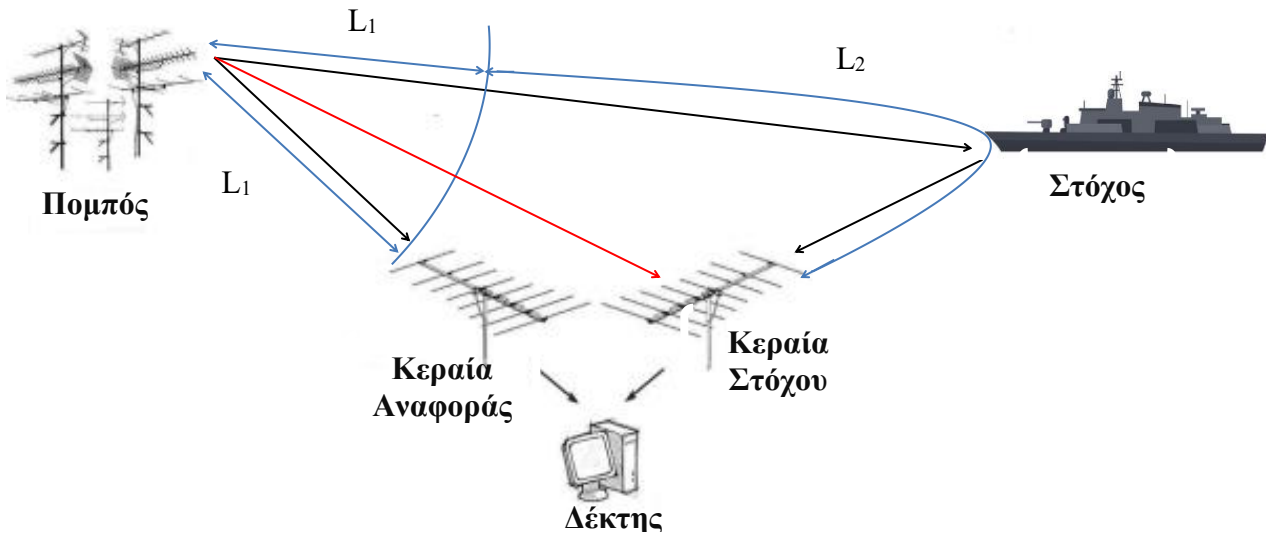 L₁
L₂
L₁
Πομπός
Στόχος
Κεραία
Αναφοράς
Κεραία
Στόχου
Δέκτης